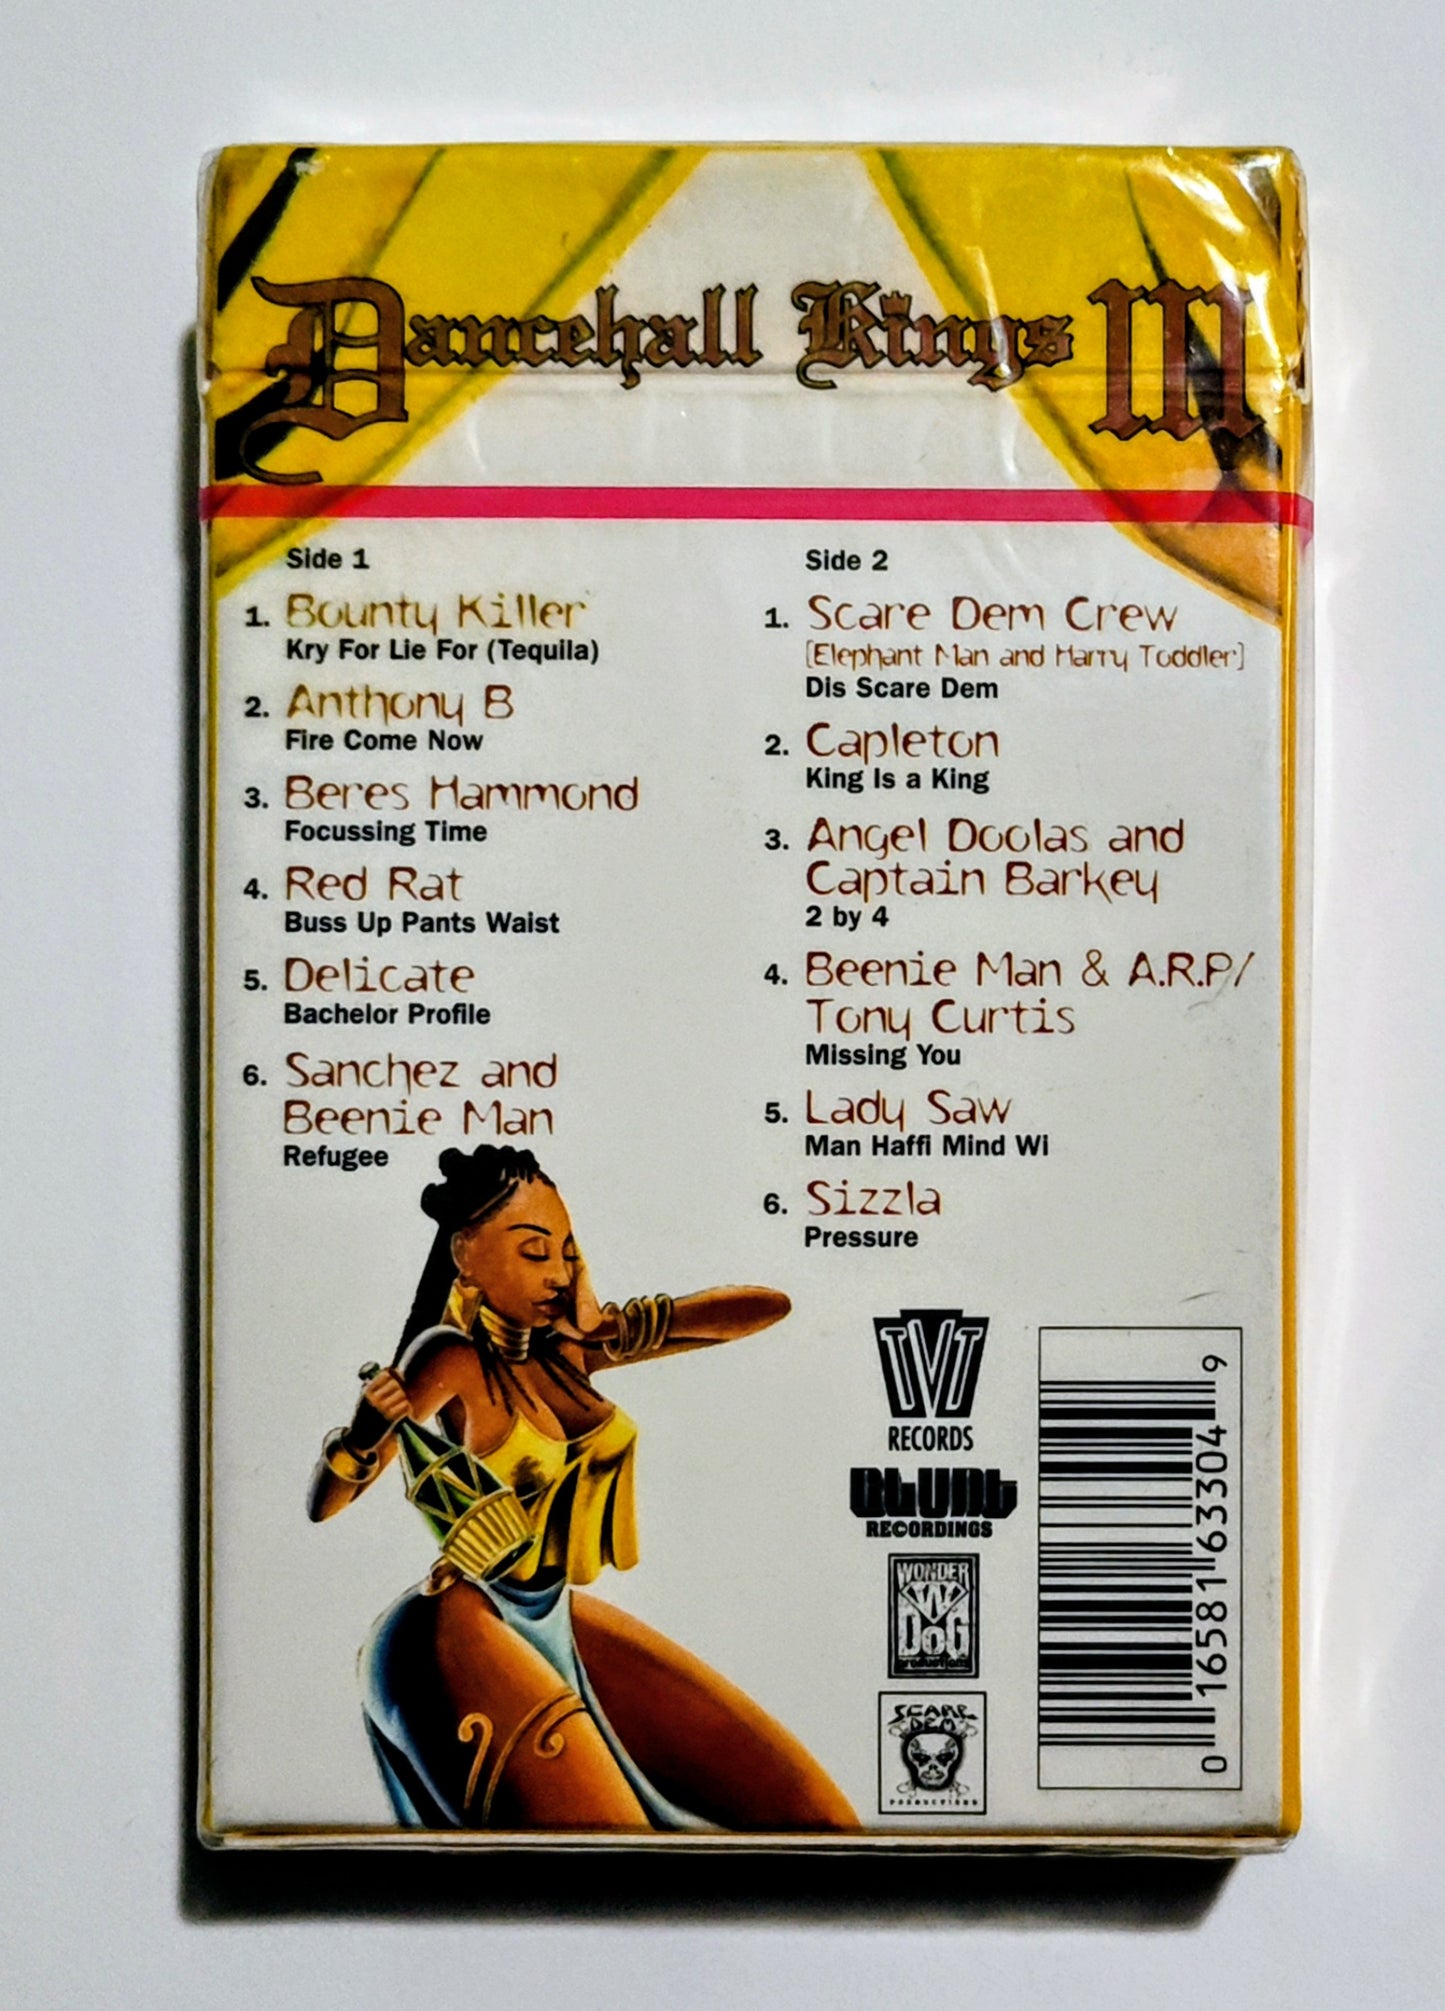 Dancehall Kings III
Side 1
1. Bounty Killer
Kry For Lie For (Tequila)
2. Anthony B
Fire Come Now
3. Beres Hammond
Focussing Time
4. Red Rat
Buss Up Pants Waist
5. Delicate
Bachelor Profile
6. Sanchez and
Beenie Man
Refugee
Side 2
1. Scare Dem Crew
[Elephant Man and Harry Toddler]
Dis Scare Dem
2. Capleton
King Is a King
3. Angel Doolas and
Captain Barkey
2 by 4
4. Beenie Man & A.R.P/
Tony Curtis
Missing You
5. Lady Saw
Man Haffi Mind Wi
6. Sizzla
Pressure
TVT
RECORDS
BLUNT
RECORDINGS
WONDER
W
DOG
productions
SCARE
DEM
PRODUCTIONS
0 16581 63304 9